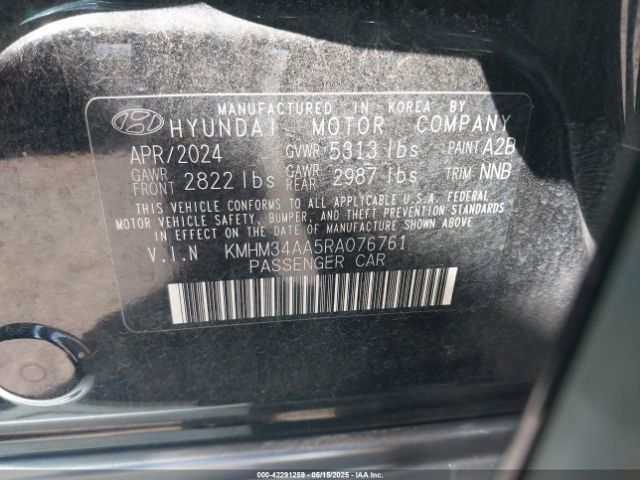 MANUFACTURED IN KOREA BY
HYUNDAI MOTOR COMPANY
APR/2024 GVWR 5313 lbs PAINT A2B
GAWR FRONT 2822 lbs GAWR REAR 2987 lbs TRIM NNB
THIS VEHICLE CONFORMS TO ALL APPLICABLE U.S.A. FEDERAL
MOTOR VEHICLE SAFETY, BUMPER, AND THEFT PREVENTION STANDARDS
IN EFFECT ON THE DATE OF MANUFACTURE SHOWN ABOVE.
V.I.N KMHM34AA5RA076761
PASSENGER CAR
000-42291259 - 05/15/2025 - IAA Inc.